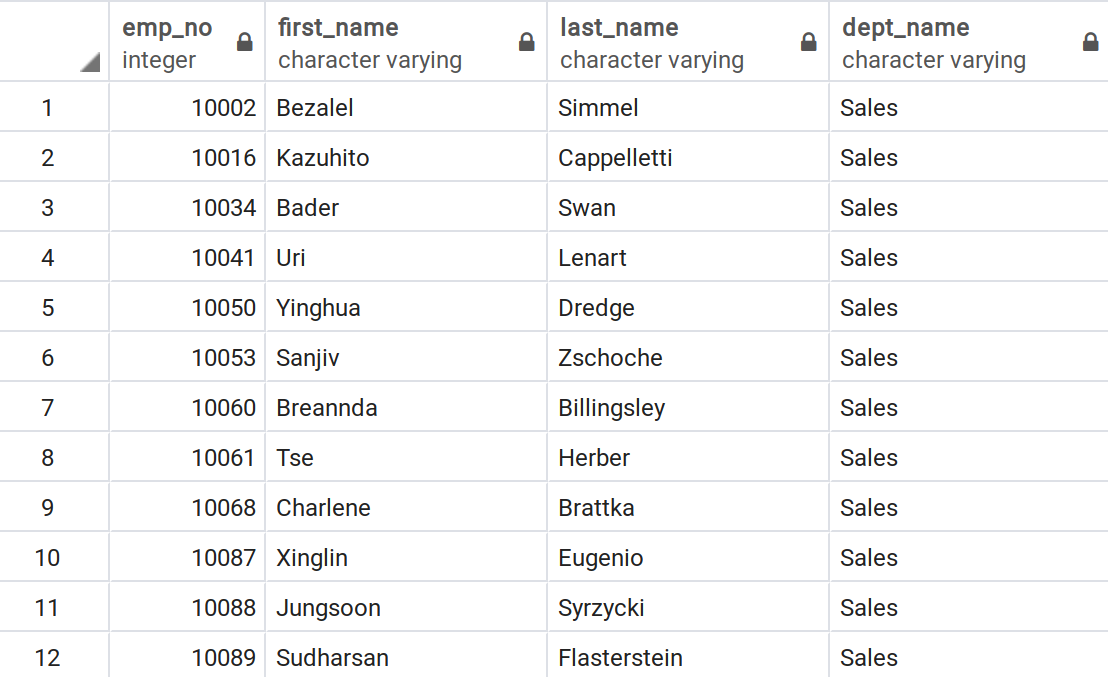 emp_no first_name last_name dept_name
integer character varying character varying character varying
1 10002 Bezalel Simmel Sales
2 10016 Kazuhito Cappelletti Sales
3 10034 Bader Swan Sales
4 10041 Uri Lenart Sales
5 10050 Yinghua Dredge Sales
6 10053 Sanjiv Zschoche Sales
7 10060 Breannda Billingsley Sales
8 10061 Tse Herber Sales
9 10068 Charlene Brattka Sales
10 10087 Xinglin Eugenio Sales
11 10088 Jungsoon Syrzycki Sales
12 10089 Sudharsan Flasterstein Sales